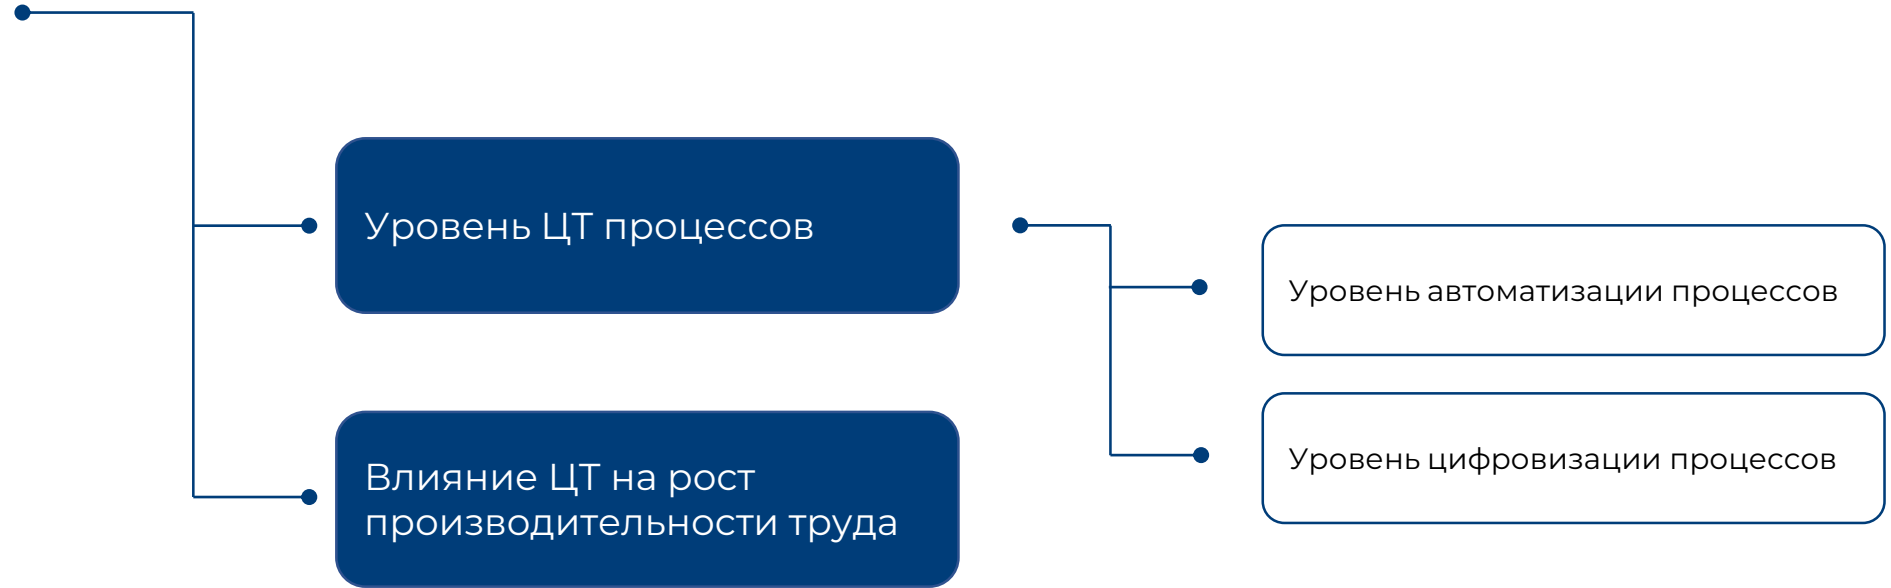 Уровень ЦТ процессов
Уровень автоматизации процессов
Уровень цифровизации процессов
Влияние ЦТ на рост
производительности труда